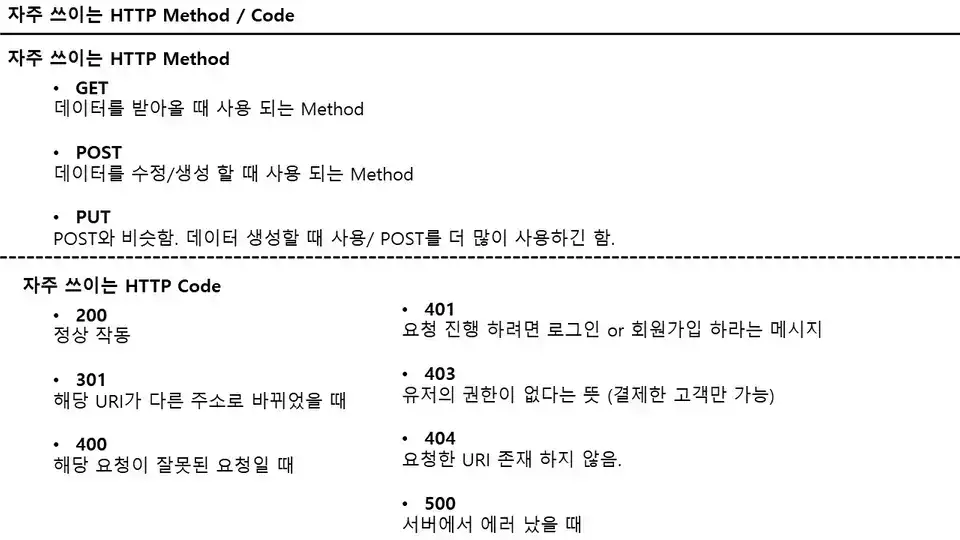 자주 쓰이는 HTTP Method / Code
자주 쓰이는 HTTP Method
• GET
데이터를 받아올 때 사용 되는 Method
• POST
데이터를 수정/생성 할 때 사용 되는 Method
• PUT
POST와 비슷함. 데이터 생성할 때 사용/ POST를 더 많이 사용하긴 함.
자주 쓰이는 HTTP Code
• 200
정상 작동
• 301
해당 URI가 다른 주소로 바뀌었을 때
• 400
해당 요청이 잘못된 요청일 때
• 401
요청 진행 하려면 로그인 or 회원가입 하라는 메시지
• 403
유저의 권한이 없다는 뜻 (결제한 고객만 가능)
• 404
요청한 URI 존재 하지 않음.
• 500
서버에서 에러 났을 때